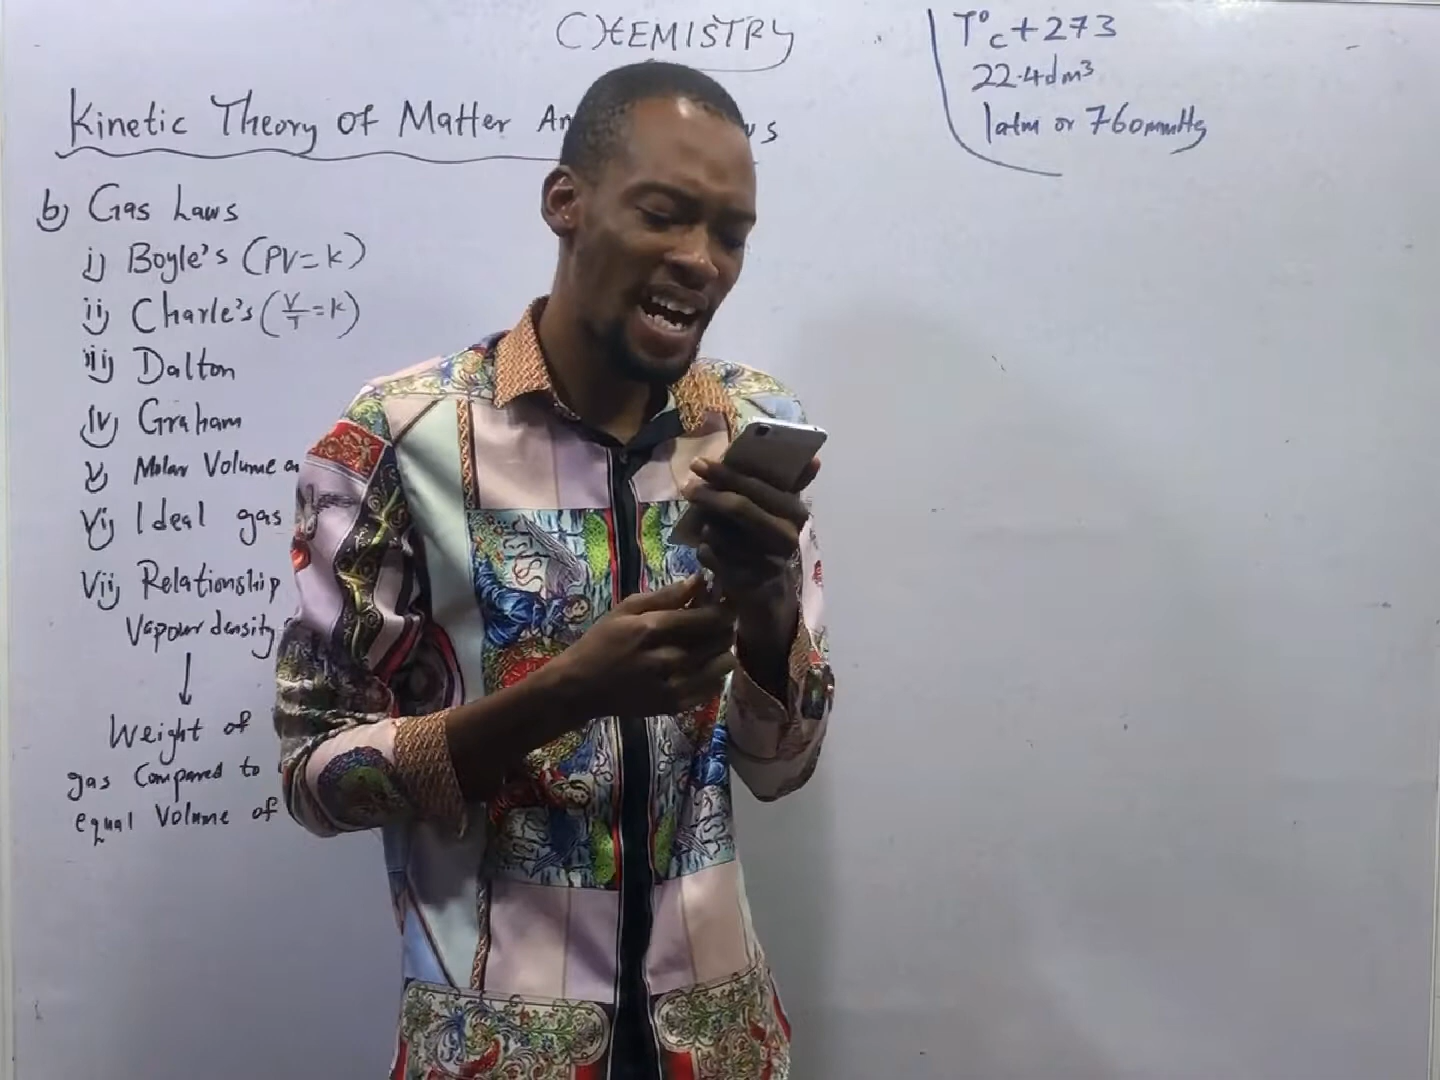 CHEMISTRY
Kinetic Theory Of Matter
b) Gas Laws
i) Boyle's (PV=K)
ii) Charle's (V/T=K)
iii) Dalton
iv) Graham
v) Molar Volume
vi) Ideal gas
vii) Relationship
Vapour density
↓
Weight of
gas Compared to
equal Volume of
T°C+273
22.4dm³
1atm or 760mmHg